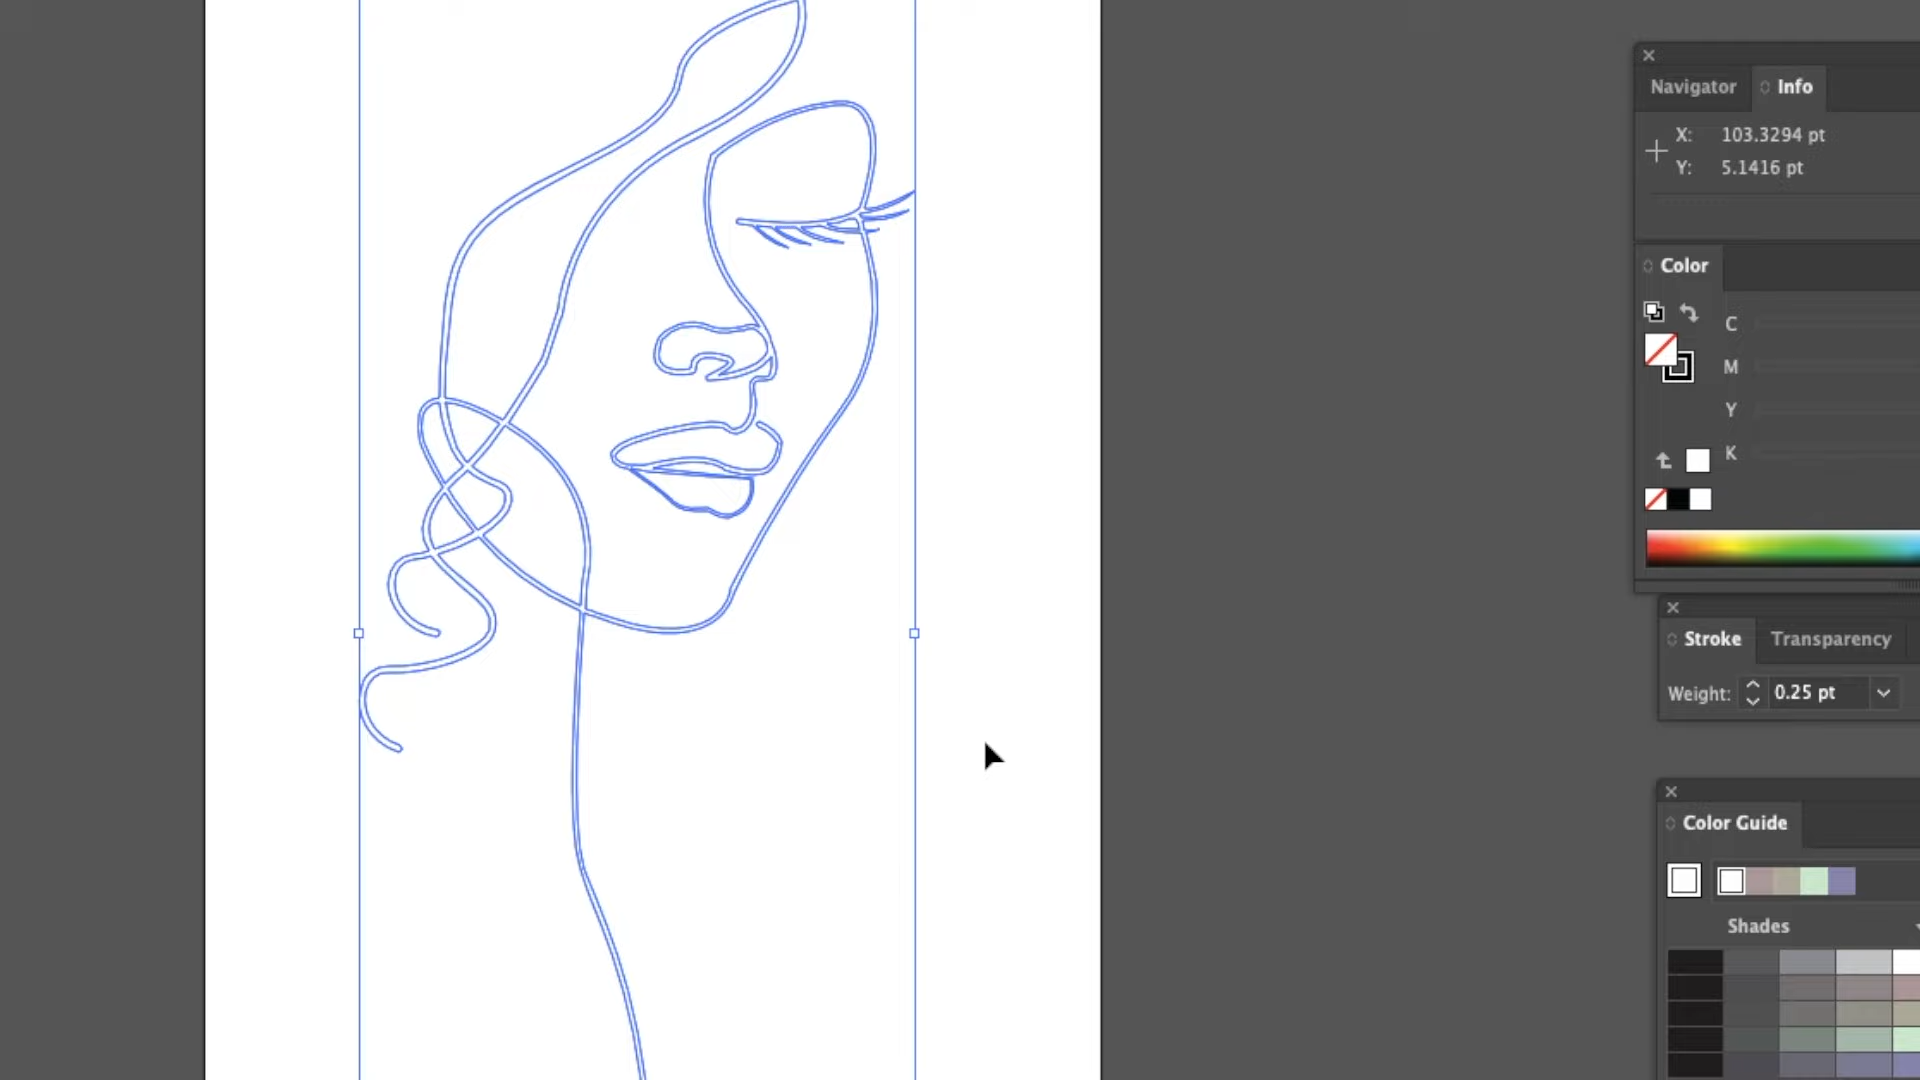 Navigator Info
X: 103.3294 pt
Y: 5.1416 pt
Color
C
M
Y
K
Stroke Transparency
Weight: 0.25 pt
Color Guide
Shades